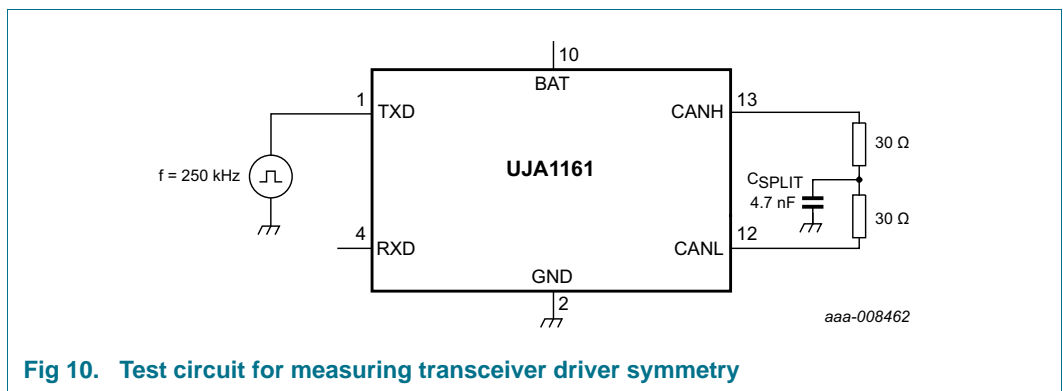 10
BAT
1
TXD
CANH
13
30 Ω
UJA1161
f = 250 kHz
CSPLIT
4.7 nF
30 Ω
4
RXD
CANL
12
GND
2
aaa-008462
Fig 10. Test circuit for measuring transceiver driver symmetry